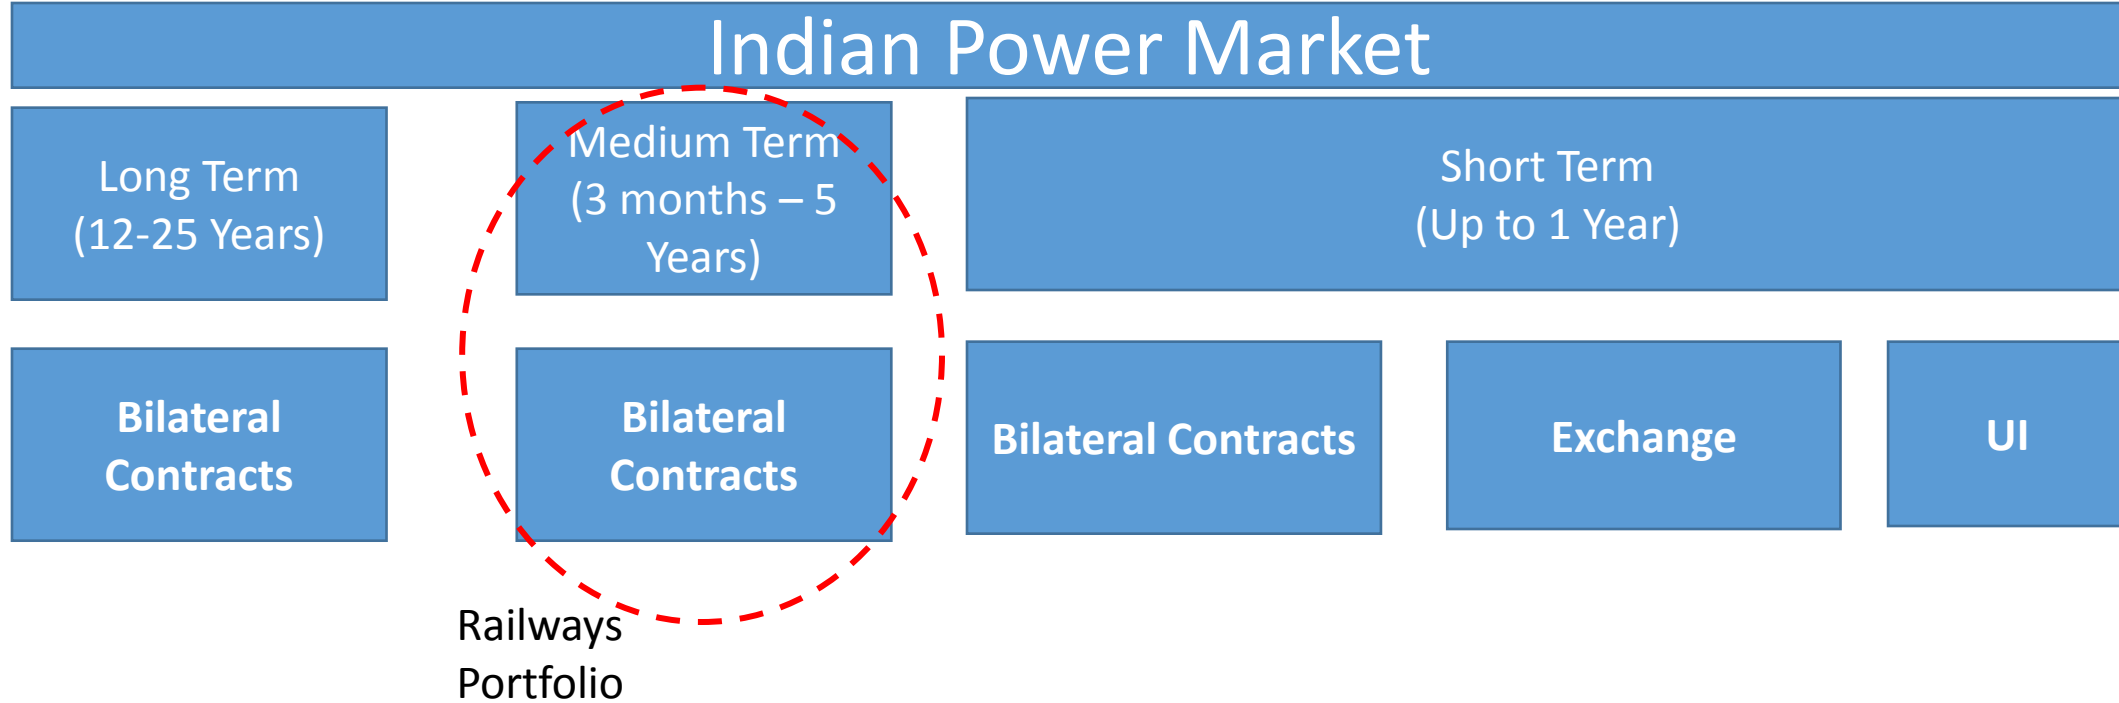 Indian Power Market
Long Term
(12-25 Years)
Medium Term
(3 months – 5
Years)
Short Term
(Up to 1 Year)
Bilateral
Contracts
Bilateral
Contracts
Bilateral Contracts
Exchange
UI
Railways
Portfolio